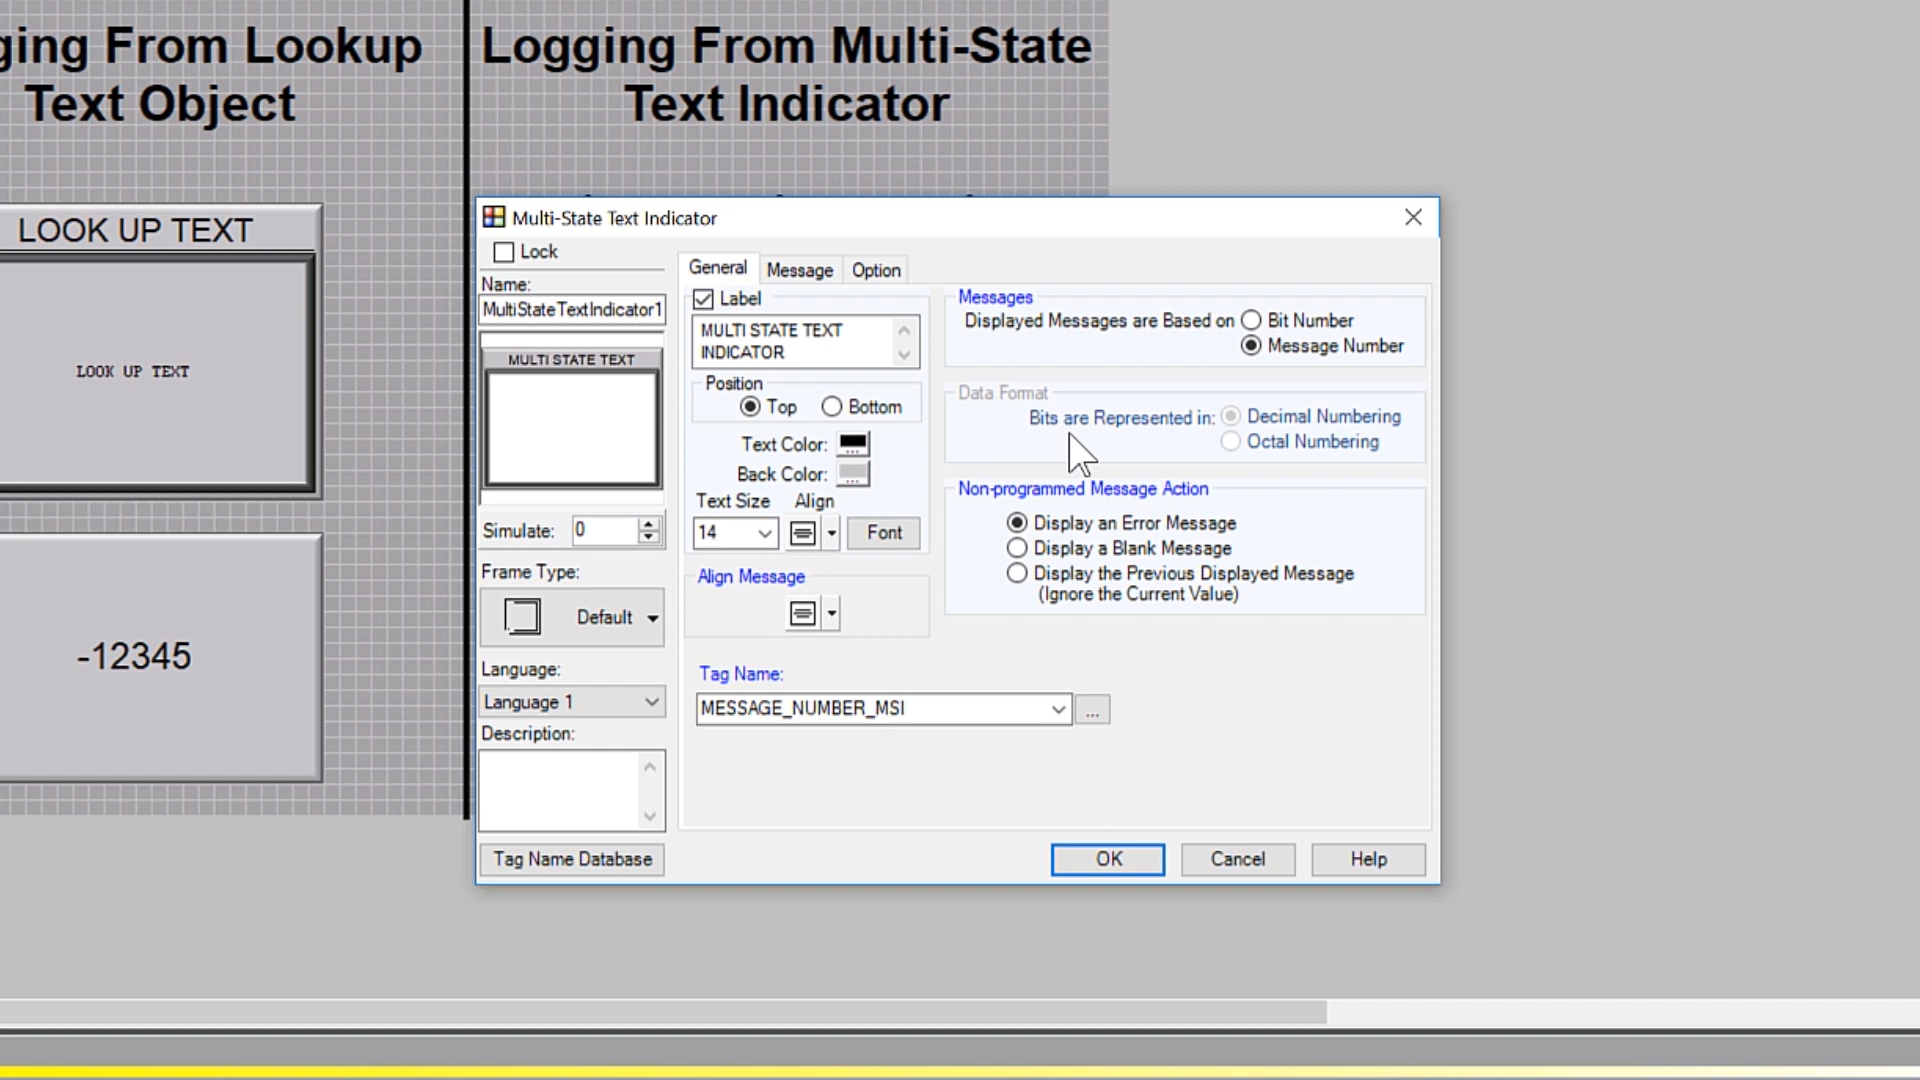 ging From Lookup
Text Object
Logging From Multi-State
Text Indicator
LOOK UP TEXT
LOOK UP TEXT
-12345
Multi-State Text Indicator
Lock
Name:
MultiStateTextIndicator1
MULTI STATE TEXT
Simulate: 0
Frame Type:
Default
Language:
Language 1
Description:
Tag Name Database
General Message Option
Label
MULTI STATE TEXT
INDICATOR
Position
Top Bottom
Text Color: ...
Back Color: ...
Text Size Align
14 Font
Align Message
Messages
Displayed Messages are Based on Bit Number
Message Number
Data Format
Bits are Represented in: Decimal Numbering
Octal Numbering
Non-programmed Message Action
Display an Error Message
Display a Blank Message
Display the Previous Displayed Message
(Ignore the Current Value)
Tag Name:
MESSAGE_NUMBER_MSI ...
OK Cancel Help